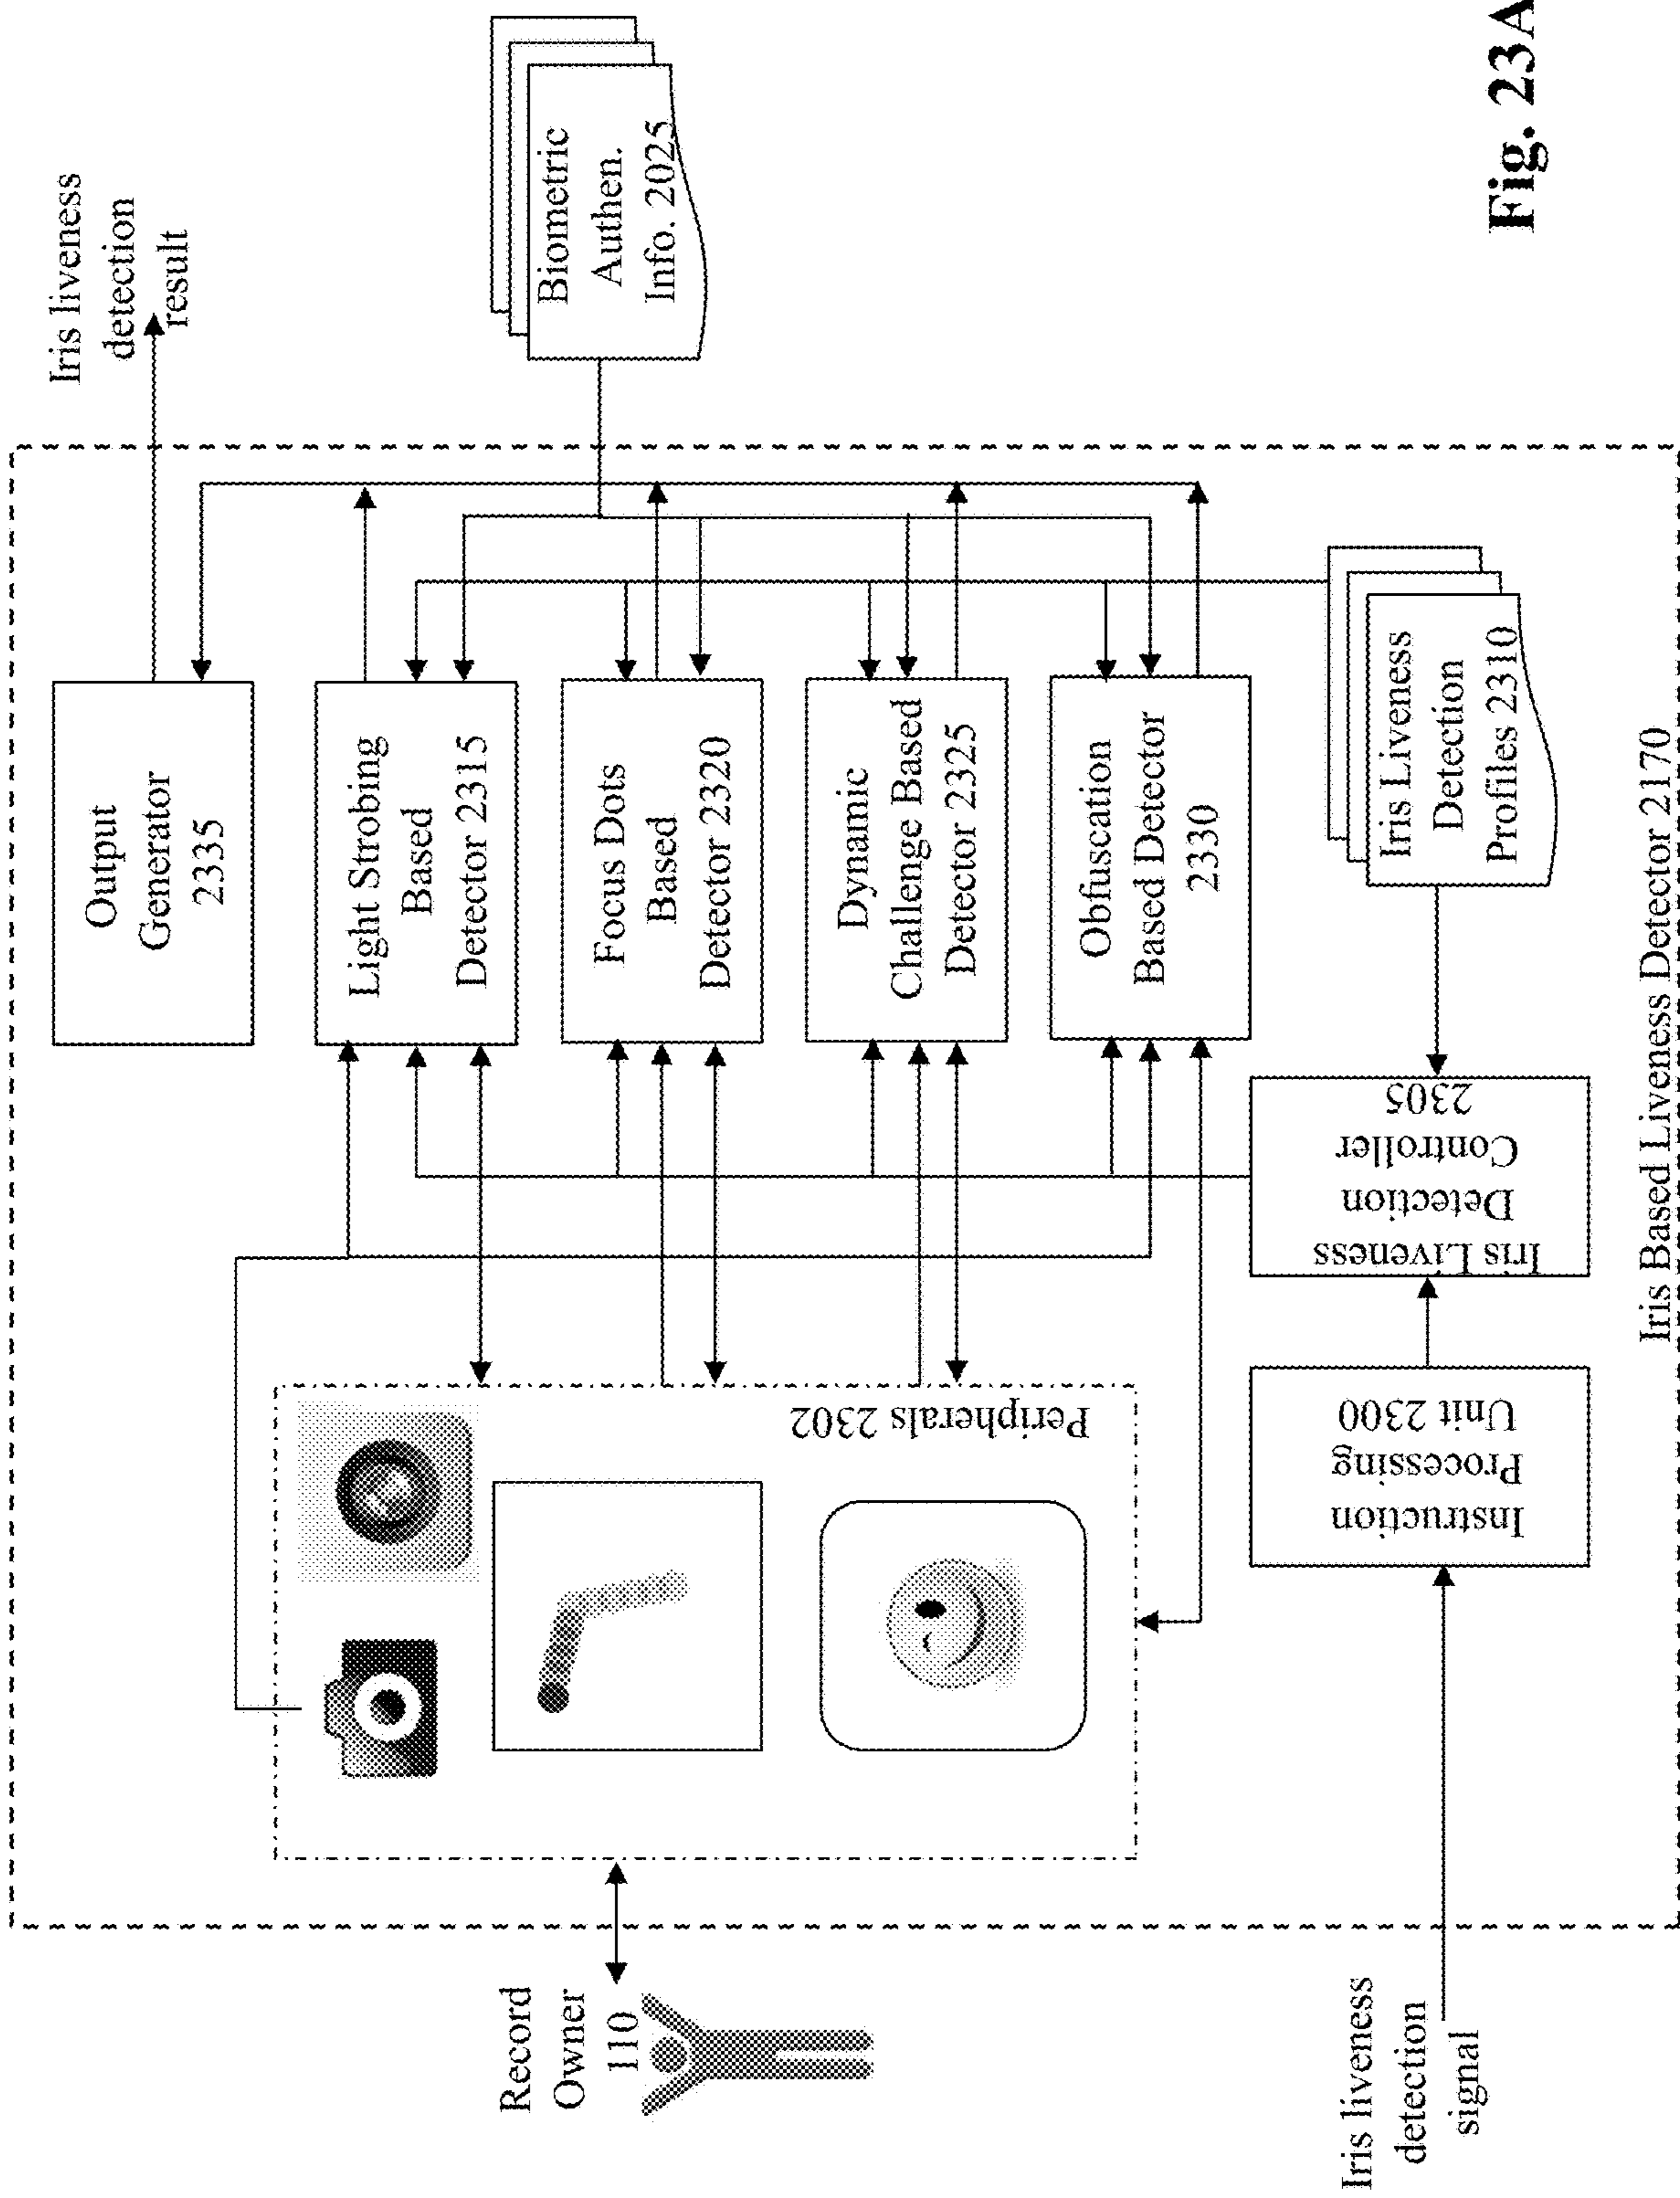 Iris liveness
detection
result
Biometric
Authen.
Info. 2025
Output
Generator
2335
Light Strobing
Based
Detector 2315
Focus Dots
Based
Detector 2320
Dynamic
Challenge Based
Detector 2325
Obfuscation
Based Detector
2330
Iris Liveness
Detection
Profiles 2310
Iris Liveness
Detection
Controller
2305
Instruction
Processing
Unit 2300
Peripherals 2302
Record
Owner
110
Iris liveness
detection
signal
Iris Based Liveness Detector 2170
Fig. 23A